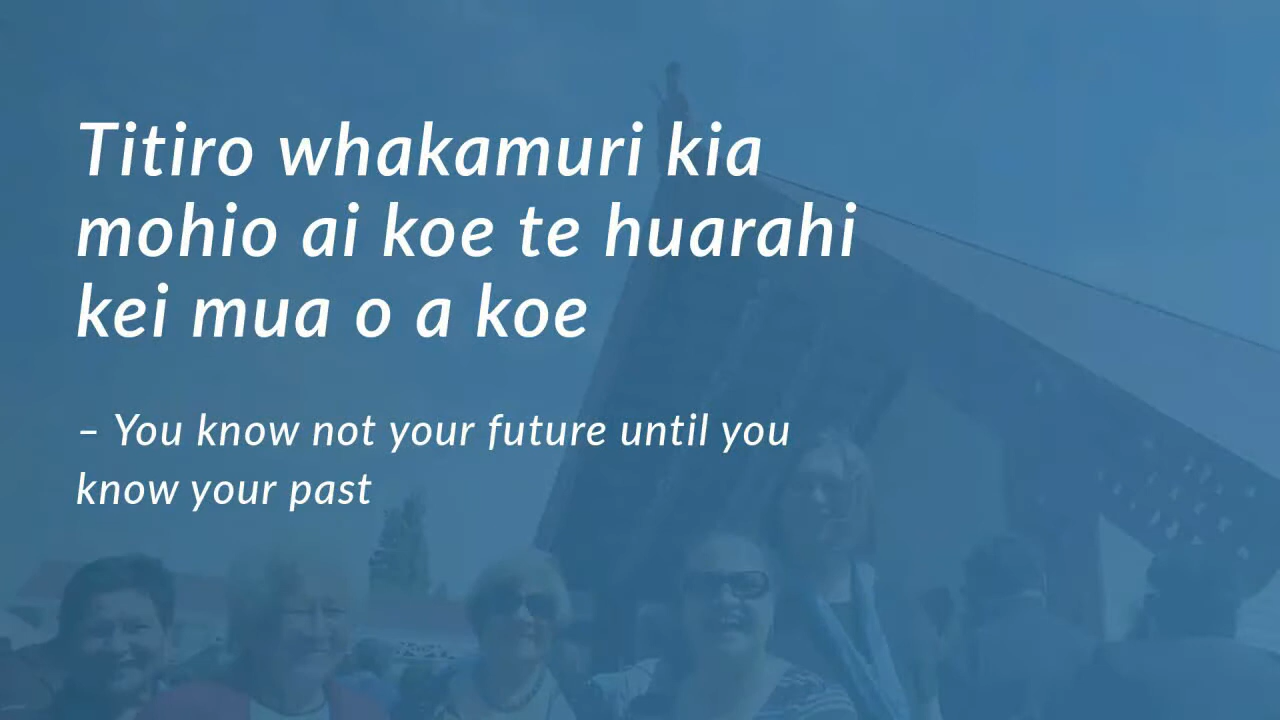 Titiro whakamuri kia
mohio ai koe te huarahi
kei mua o a koe
– You know not your future until you
know your past